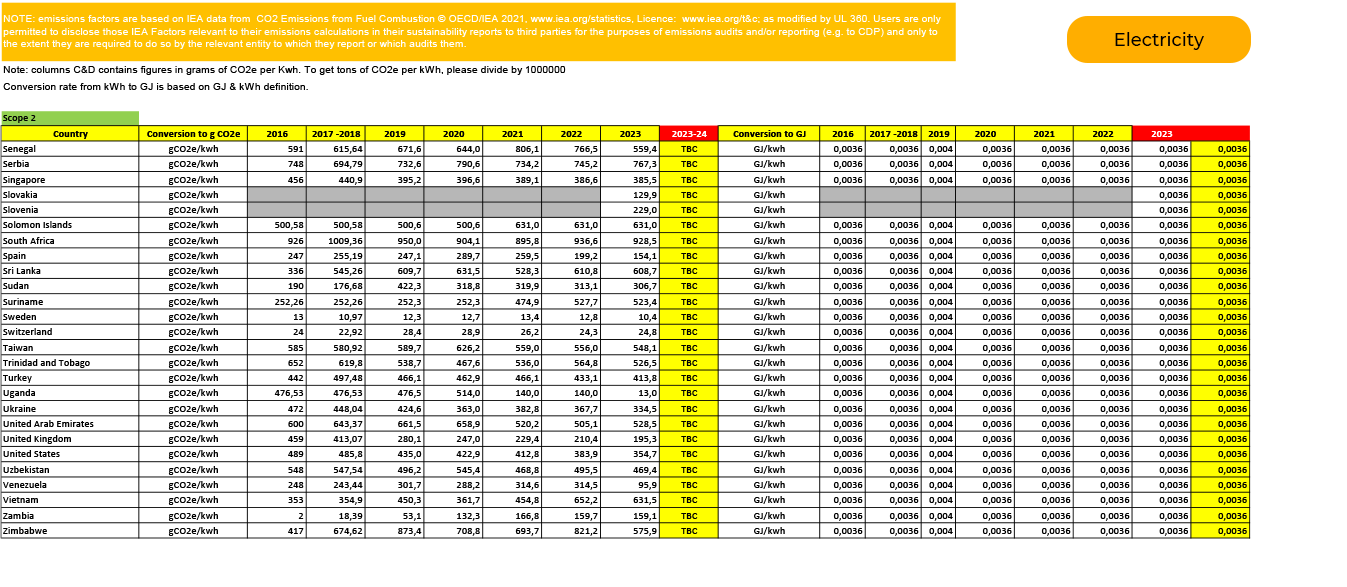 NOTE: emissions factors are based on IEA data from CO2 Emissions from Fuel Combustion © OECD/IEA 2021, www.iea.org/statistics, Licence: www.iea.org/t&c; as modified by UL 360. Users are only
permitted to disclose those IEA Factors relevant to their emissions calculations in their sustainability reports to third parties for the purposes of emissions audits and/or reporting (e.g. to CDP) and only to
the extent they are required to do so by the relevant entity to which they report or which audits them.
Electricity
Note: columns C&D contains figures in grams of CO2e per Kwh. To get tons of CO2e per kWh, please divide by 1000000
Conversion rate from kWh to GJ is based on GJ & kWh definition.
Scope 2
Country Conversion to g CO2e 2016 2017 -2018 2019 2020 2021 2022 2023 2023-24 Conversion to GJ 2016 2017 -2018 2019 2020 2021 2022 2023
Senegal gCO2e/kwh 591 615,64 671,6 644,0 806,1 766,5 559,4 TBC GJ/kwh 0,0036 0,0036 0,004 0,0036 0,0036 0,0036 0,0036 0,0036
Serbia gCO2e/kwh 748 694,79 732,6 790,6 734,2 745,2 767,3 TBC GJ/kwh 0,0036 0,0036 0,004 0,0036 0,0036 0,0036 0,0036 0,0036
Singapore gCO2e/kwh 456 440,9 395,2 396,6 389,1 386,6 385,5 TBC GJ/kwh 0,0036 0,0036 0,004 0,0036 0,0036 0,0036 0,0036 0,0036
Slovakia gCO2e/kwh 129,9 TBC GJ/kwh 0,0036 0,0036
Slovenia gCO2e/kwh 229,0 TBC GJ/kwh 0,0036 0,0036
Solomon Islands gCO2e/kwh 500,58 500,58 500,6 500,6 631,0 631,0 631,0 TBC GJ/kwh 0,0036 0,0036 0,004 0,0036 0,0036 0,0036 0,0036 0,0036
South Africa gCO2e/kwh 926 1009,36 950,0 904,1 895,8 936,6 928,5 TBC GJ/kwh 0,0036 0,0036 0,004 0,0036 0,0036 0,0036 0,0036 0,0036
Spain gCO2e/kwh 247 255,19 247,1 289,7 259,5 199,2 154,1 TBC GJ/kwh 0,0036 0,0036 0,004 0,0036 0,0036 0,0036 0,0036 0,0036
Sri Lanka gCO2e/kwh 336 545,26 609,7 631,5 528,3 610,8 608,7 TBC GJ/kwh 0,0036 0,0036 0,004 0,0036 0,0036 0,0036 0,0036 0,0036
Sudan gCO2e/kwh 190 176,68 422,3 318,8 319,9 313,1 306,7 TBC GJ/kwh 0,0036 0,0036 0,004 0,0036 0,0036 0,0036 0,0036 0,0036
Suriname gCO2e/kwh 252,26 252,26 252,3 252,3 474,9 527,7 523,4 TBC GJ/kwh 0,0036 0,0036 0,004 0,0036 0,0036 0,0036 0,0036 0,0036
Sweden gCO2e/kwh 13 10,97 12,3 12,7 13,4 12,8 10,4 TBC GJ/kwh 0,0036 0,0036 0,004 0,0036 0,0036 0,0036 0,0036 0,0036
Switzerland gCO2e/kwh 24 22,92 28,4 28,9 26,2 24,3 24,8 TBC GJ/kwh 0,0036 0,0036 0,004 0,0036 0,0036 0,0036 0,0036 0,0036
Taiwan gCO2e/kwh 585 580,92 589,7 626,2 559,0 556,0 548,1 TBC GJ/kwh 0,0036 0,0036 0,004 0,0036 0,0036 0,0036 0,0036 0,0036
Trinidad and Tobago gCO2e/kwh 652 619,8 538,7 467,6 536,0 564,8 526,5 TBC GJ/kwh 0,0036 0,0036 0,004 0,0036 0,0036 0,0036 0,0036 0,0036
Turkey gCO2e/kwh 442 497,48 466,1 462,9 466,1 433,1 413,8 TBC GJ/kwh 0,0036 0,0036 0,004 0,0036 0,0036 0,0036 0,0036 0,0036
Uganda gCO2e/kwh 476,53 476,53 476,5 514,0 140,0 140,0 13,0 TBC GJ/kwh 0,0036 0,0036 0,004 0,0036 0,0036 0,0036 0,0036 0,0036
Ukraine gCO2e/kwh 472 448,04 424,6 363,0 382,8 367,7 334,5 TBC GJ/kwh 0,0036 0,0036 0,004 0,0036 0,0036 0,0036 0,0036 0,0036
United Arab Emirates gCO2e/kwh 600 643,37 661,5 658,9 520,2 505,1 528,5 TBC GJ/kwh 0,0036 0,0036 0,004 0,0036 0,0036 0,0036 0,0036 0,0036
United Kingdom gCO2e/kwh 459 413,07 280,1 247,0 229,4 210,4 195,3 TBC GJ/kwh 0,0036 0,0036 0,004 0,0036 0,0036 0,0036 0,0036 0,0036
United States gCO2e/kwh 489 485,8 435,0 422,9 412,8 383,9 354,7 TBC GJ/kwh 0,0036 0,0036 0,004 0,0036 0,0036 0,0036 0,0036 0,0036
Uzbekistan gCO2e/kwh 548 547,54 496,2 545,4 468,8 495,5 469,4 TBC GJ/kwh 0,0036 0,0036 0,004 0,0036 0,0036 0,0036 0,0036 0,0036
Venezuela gCO2e/kwh 248 243,44 301,7 288,2 314,6 314,5 95,9 TBC GJ/kwh 0,0036 0,0036 0,004 0,0036 0,0036 0,0036 0,0036 0,0036
Vietnam gCO2e/kwh 353 354,9 450,3 361,7 454,8 652,2 631,5 TBC GJ/kwh 0,0036 0,0036 0,004 0,0036 0,0036 0,0036 0,0036 0,0036
Zambia gCO2e/kwh 2 18,39 53,1 132,3 166,8 159,7 159,1 TBC GJ/kwh 0,0036 0,0036 0,004 0,0036 0,0036 0,0036 0,0036 0,0036
Zimbabwe gCO2e/kwh 417 674,62 873,4 708,8 693,7 821,2 575,9 TBC GJ/kwh 0,0036 0,0036 0,004 0,0036 0,0036 0,0036 0,0036 0,0036